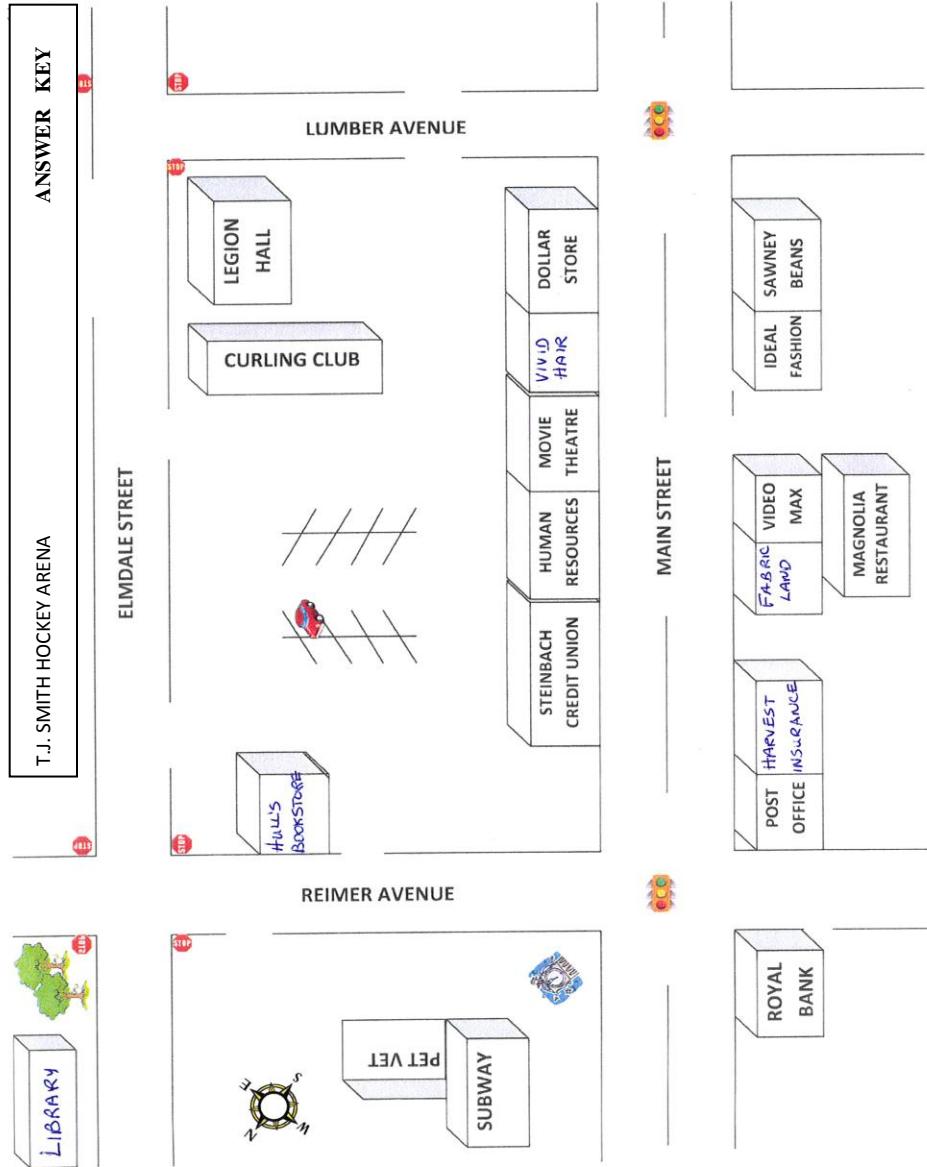 T.J. SMITH HOCKEY ARENA
ANSWER KEY
STOP
STOP
LUMBER AVENUE
STOP
LEGION
HALL
CURLING CLUB
DOLLAR
STORE
VIVID
HAIR
MOVIE
THEATRE
HUMAN
RESOURCES
STEINBACH
CREDIT UNION
SAWNEY
BEANS
IDEAL
FASHION
ELMDALE STREET
MAIN STREET
VIDEO
MAX
FABRIC
LAND
MAGNOLIA
RESTAURANT
HARVEST
INSURANCE
POST
OFFICE
HULL'S
BOOKSTORE
STOP
STOP
REIMER AVENUE
STOP
STOP
LIBRARY
N
E
S
W
PET VET
SUBWAY
ROYAL
BANK